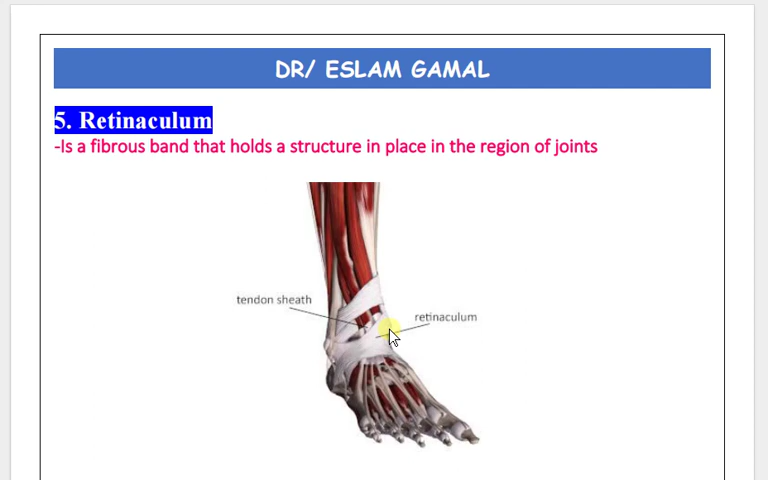 DR/ ESLAM GAMAL
5. Retinaculum
-Is a fibrous band that holds a structure in place in the region of joints
tendon sheath
retinaculum